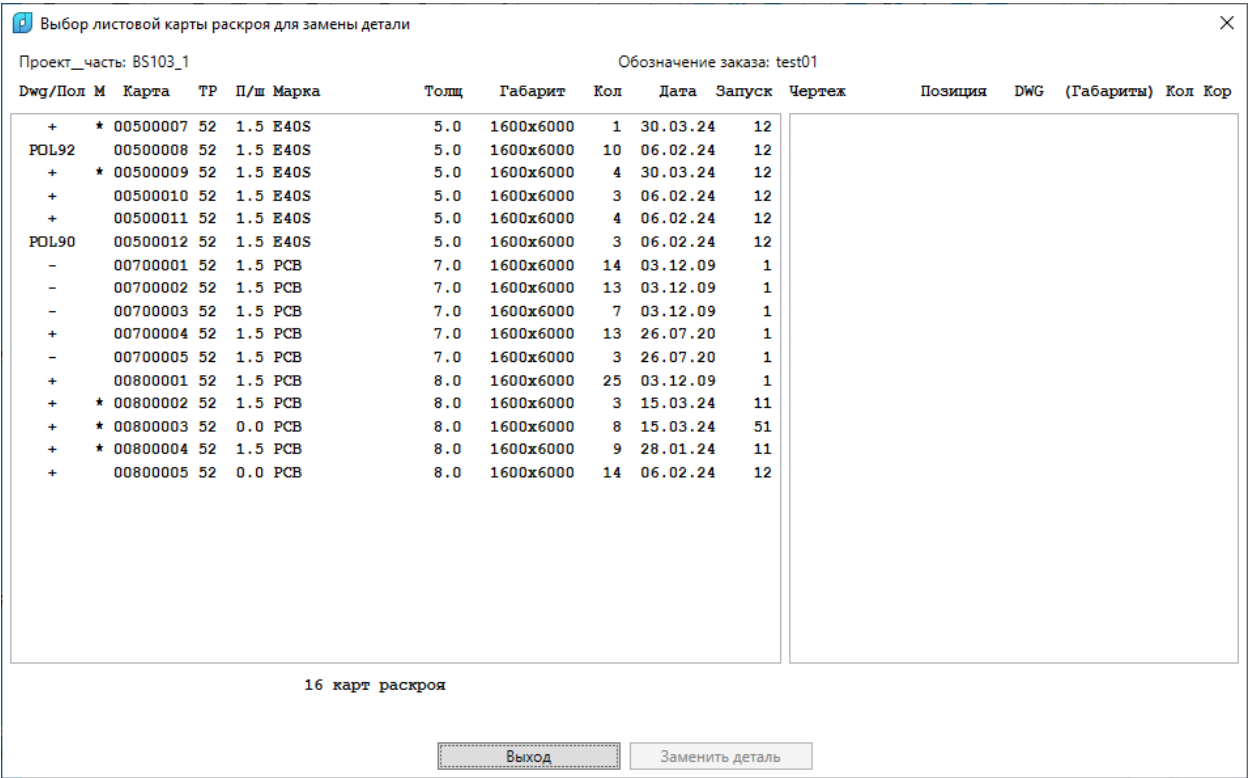 Выбор листовой карты раскроя для замены детали
Проект__часть: BS103_1 Обозначение заказа: test01
Dwg/Пол М Карта ТР П/ш Марка Толщ Габарит Кол Дата Запуск Чертеж Позиция DWG (Габариты) Кол Кор
+ * 00500007 52 1.5 E40S 5.0 1600x6000 1 30.03.24 12
POL92 00500008 52 1.5 E40S 5.0 1600x6000 10 06.02.24 12
+ * 00500009 52 1.5 E40S 5.0 1600x6000 4 30.03.24 12
+ 00500010 52 1.5 E40S 5.0 1600x6000 3 06.02.24 12
+ 00500011 52 1.5 E40S 5.0 1600x6000 4 06.02.24 12
POL90 00500012 52 1.5 E40S 5.0 1600x6000 3 06.02.24 12
- 00700001 52 1.5 РСВ 7.0 1600x6000 14 03.12.09 1
- 00700002 52 1.5 РСВ 7.0 1600x6000 13 03.12.09 1
- 00700003 52 1.5 РСВ 7.0 1600x6000 7 03.12.09 1
+ 00700004 52 1.5 РСВ 7.0 1600x6000 13 26.07.20 1
- 00700005 52 1.5 РСВ 7.0 1600x6000 3 26.07.20 1
+ 00800001 52 1.5 РСВ 8.0 1600x6000 25 03.12.09 1
+ * 00800002 52 1.5 РСВ 8.0 1600x6000 3 15.03.24 11
+ * 00800003 52 0.0 РСВ 8.0 1600x6000 8 15.03.24 51
+ * 00800004 52 1.5 РСВ 8.0 1600x6000 9 28.01.24 11
+ 00800005 52 0.0 РСВ 8.0 1600x6000 14 06.02.24 12
16 карт раскроя
Выход Заменить деталь